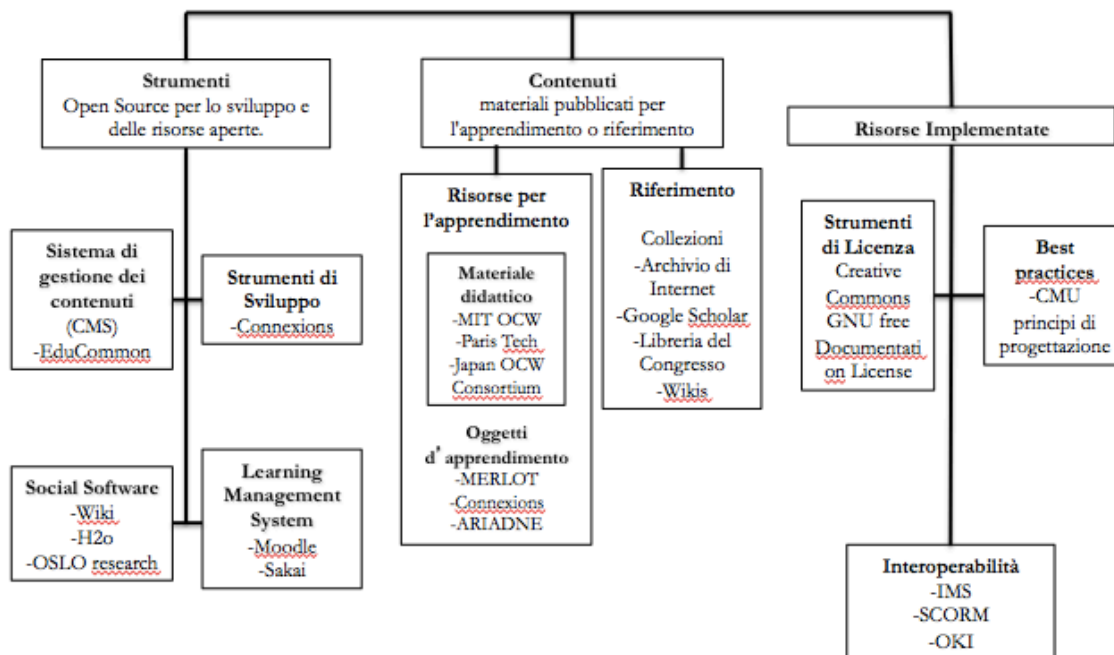 Strumenti
Open Source per lo sviluppo e
delle risorse aperte.
Contenuti
materiali pubblicati per
l'apprendimento o riferimento
Risorse Implementate
Sistema di
gestione dei
contenuti
(CMS)
-EduCommon
Strumenti di
Sviluppo
-Connexions
Social Software
-Wiki
-H2o
-OSLO research
Learning
Management
System
-Moodle
-Sakai
Risorse per
l'apprendimento
Materiale
didattico
-MIT OCW
-Paris Tech
-Japan OCW
Consortium
Oggetti
d' apprendimento
-MERLOT
-Connexions
-ARIADNE
Riferimento
Collezioni
-Archivio di
Internet
-Google Scholar
-Libreria del
Congresso
-Wikis
Strumenti
di Licenza
Creative
Commons
GNU free
Documentati
on License
Best
practices
-CMU
principi di
progettazione
Interoperabilità
-IMS
-SCORM
-OKI